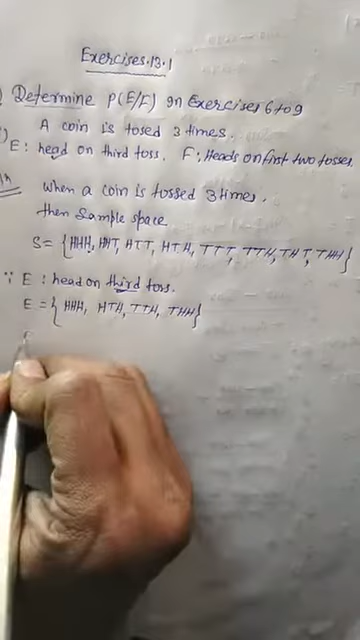 Exercises.13.1
Determine P(E/F) in Exercises 6 to 9
A coin is tosed 3 times.
E: head on third toss. F: Heads on first two tosses
when a coin is tossed 3 times.
then sample space
S = {HHH, HHT, HTT, HTH, TTT, TTH, THT, THH}
∵ E : head on third toss.
E = {HHH, HTH, TTH, THH}